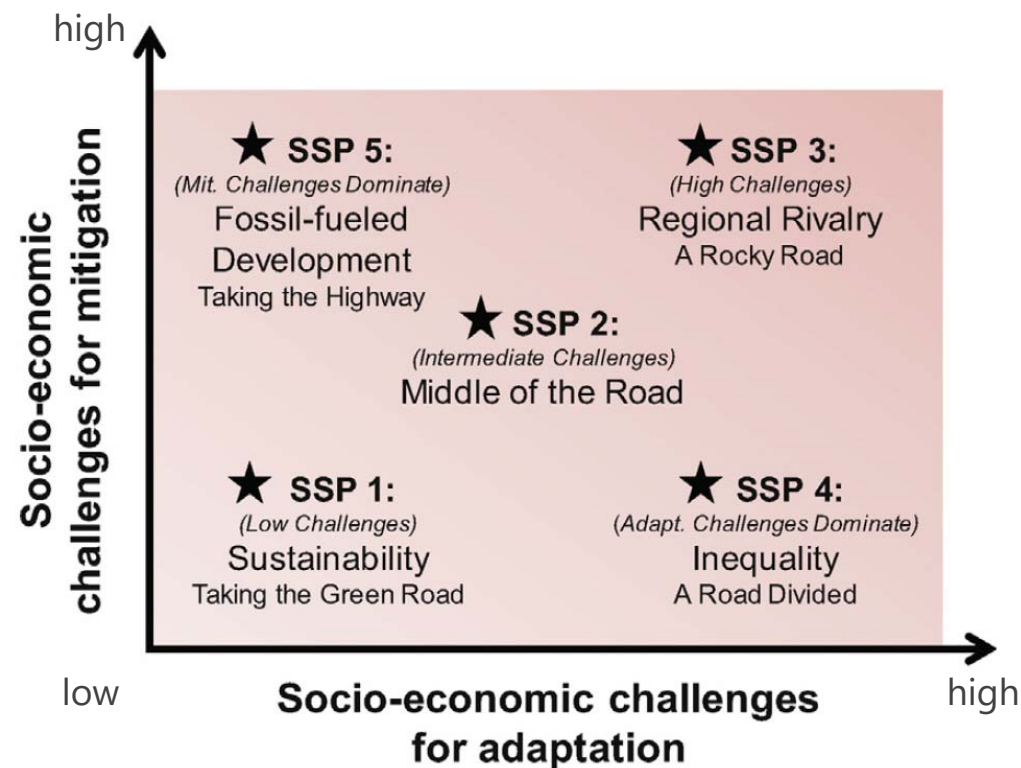 high
Socio-economic
challenges for mitigation
SSP 5:
(Mit. Challenges Dominate)
Fossil-fueled
Development
Taking the Highway
SSP 3:
(High Challenges)
Regional Rivalry
A Rocky Road
SSP 2:
(Intermediate Challenges)
Middle of the Road
SSP 1:
(Low Challenges)
Sustainability
Taking the Green Road
SSP 4:
(Adapt. Challenges Dominate)
Inequality
A Road Divided
low
Socio-economic challenges
for adaptation
high